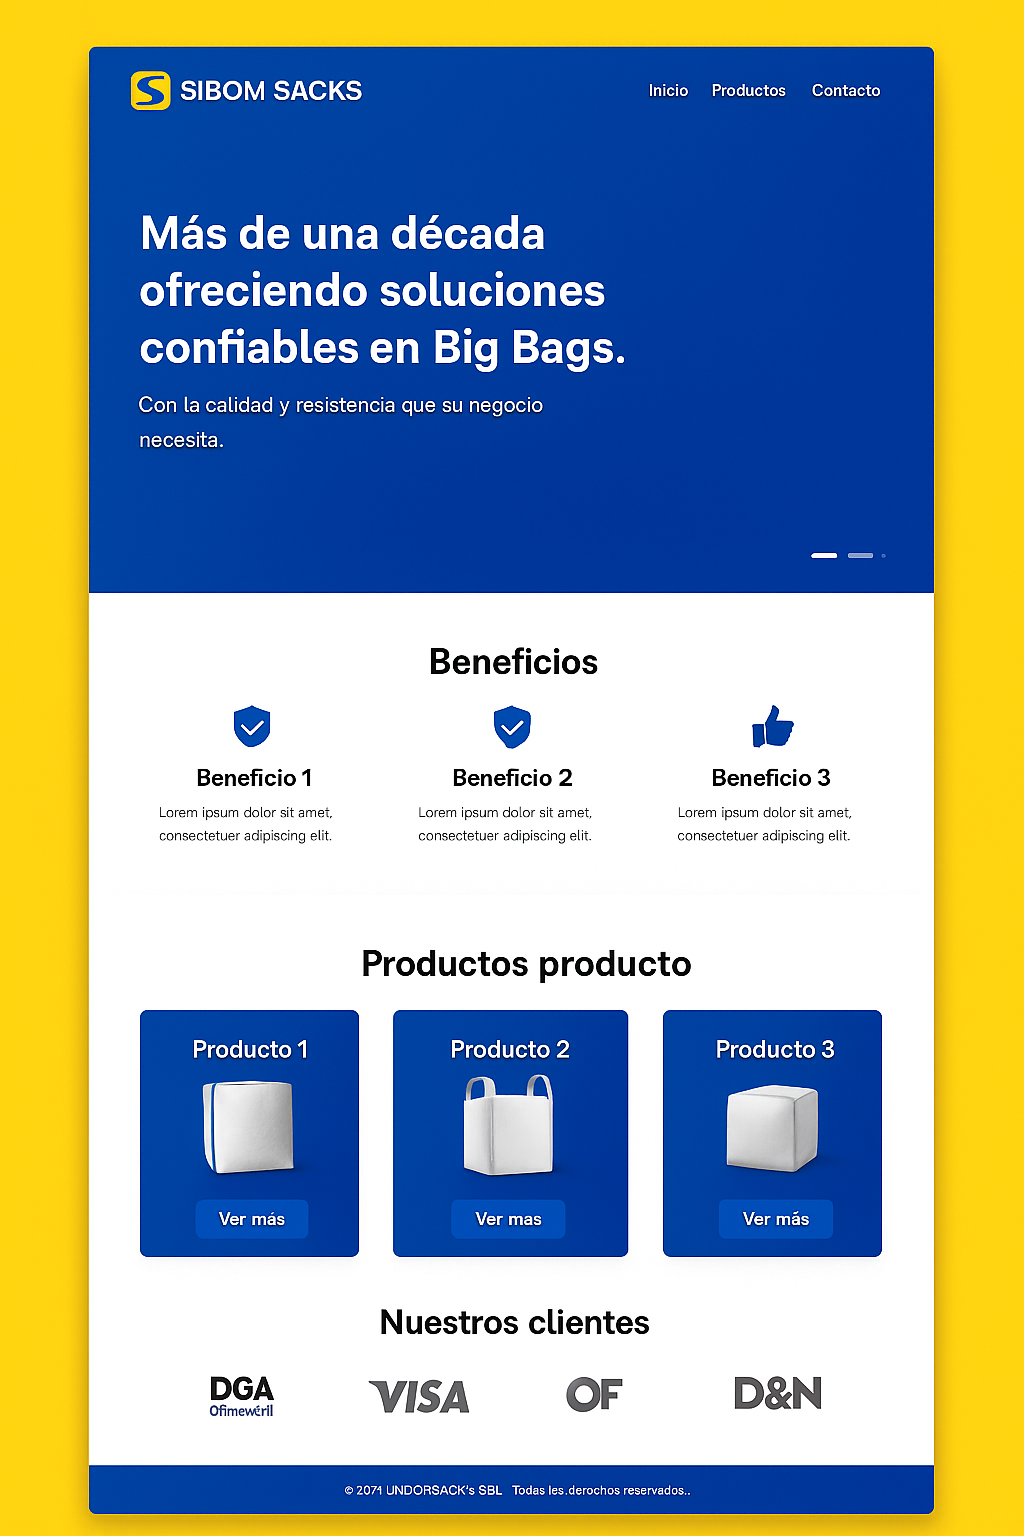 SIBOM SACKS
Inicio Productos Contacto
Más de una década
ofreciendo soluciones
confiables en Big Bags.
Con la calidad y resistencia que su negocio
necesita.
Beneficios
Beneficio 1 Beneficio 2 Beneficio 3
Lorem ipsum dolor sit amet, Lorem ipsum dolor sit amet, Lorem ipsum dolor sit amet,
consectetuer adipiscing elit. consectetuer adipiscing elit. consectetuer adipiscing elit.
Productos producto
Producto 1 Producto 2 Producto 3
Ver más Ver mas Ver más
Nuestros clientes
DGA VISA OF D&N
© 2071 UNDORSACK's SBL Todas les.derochos reservados..